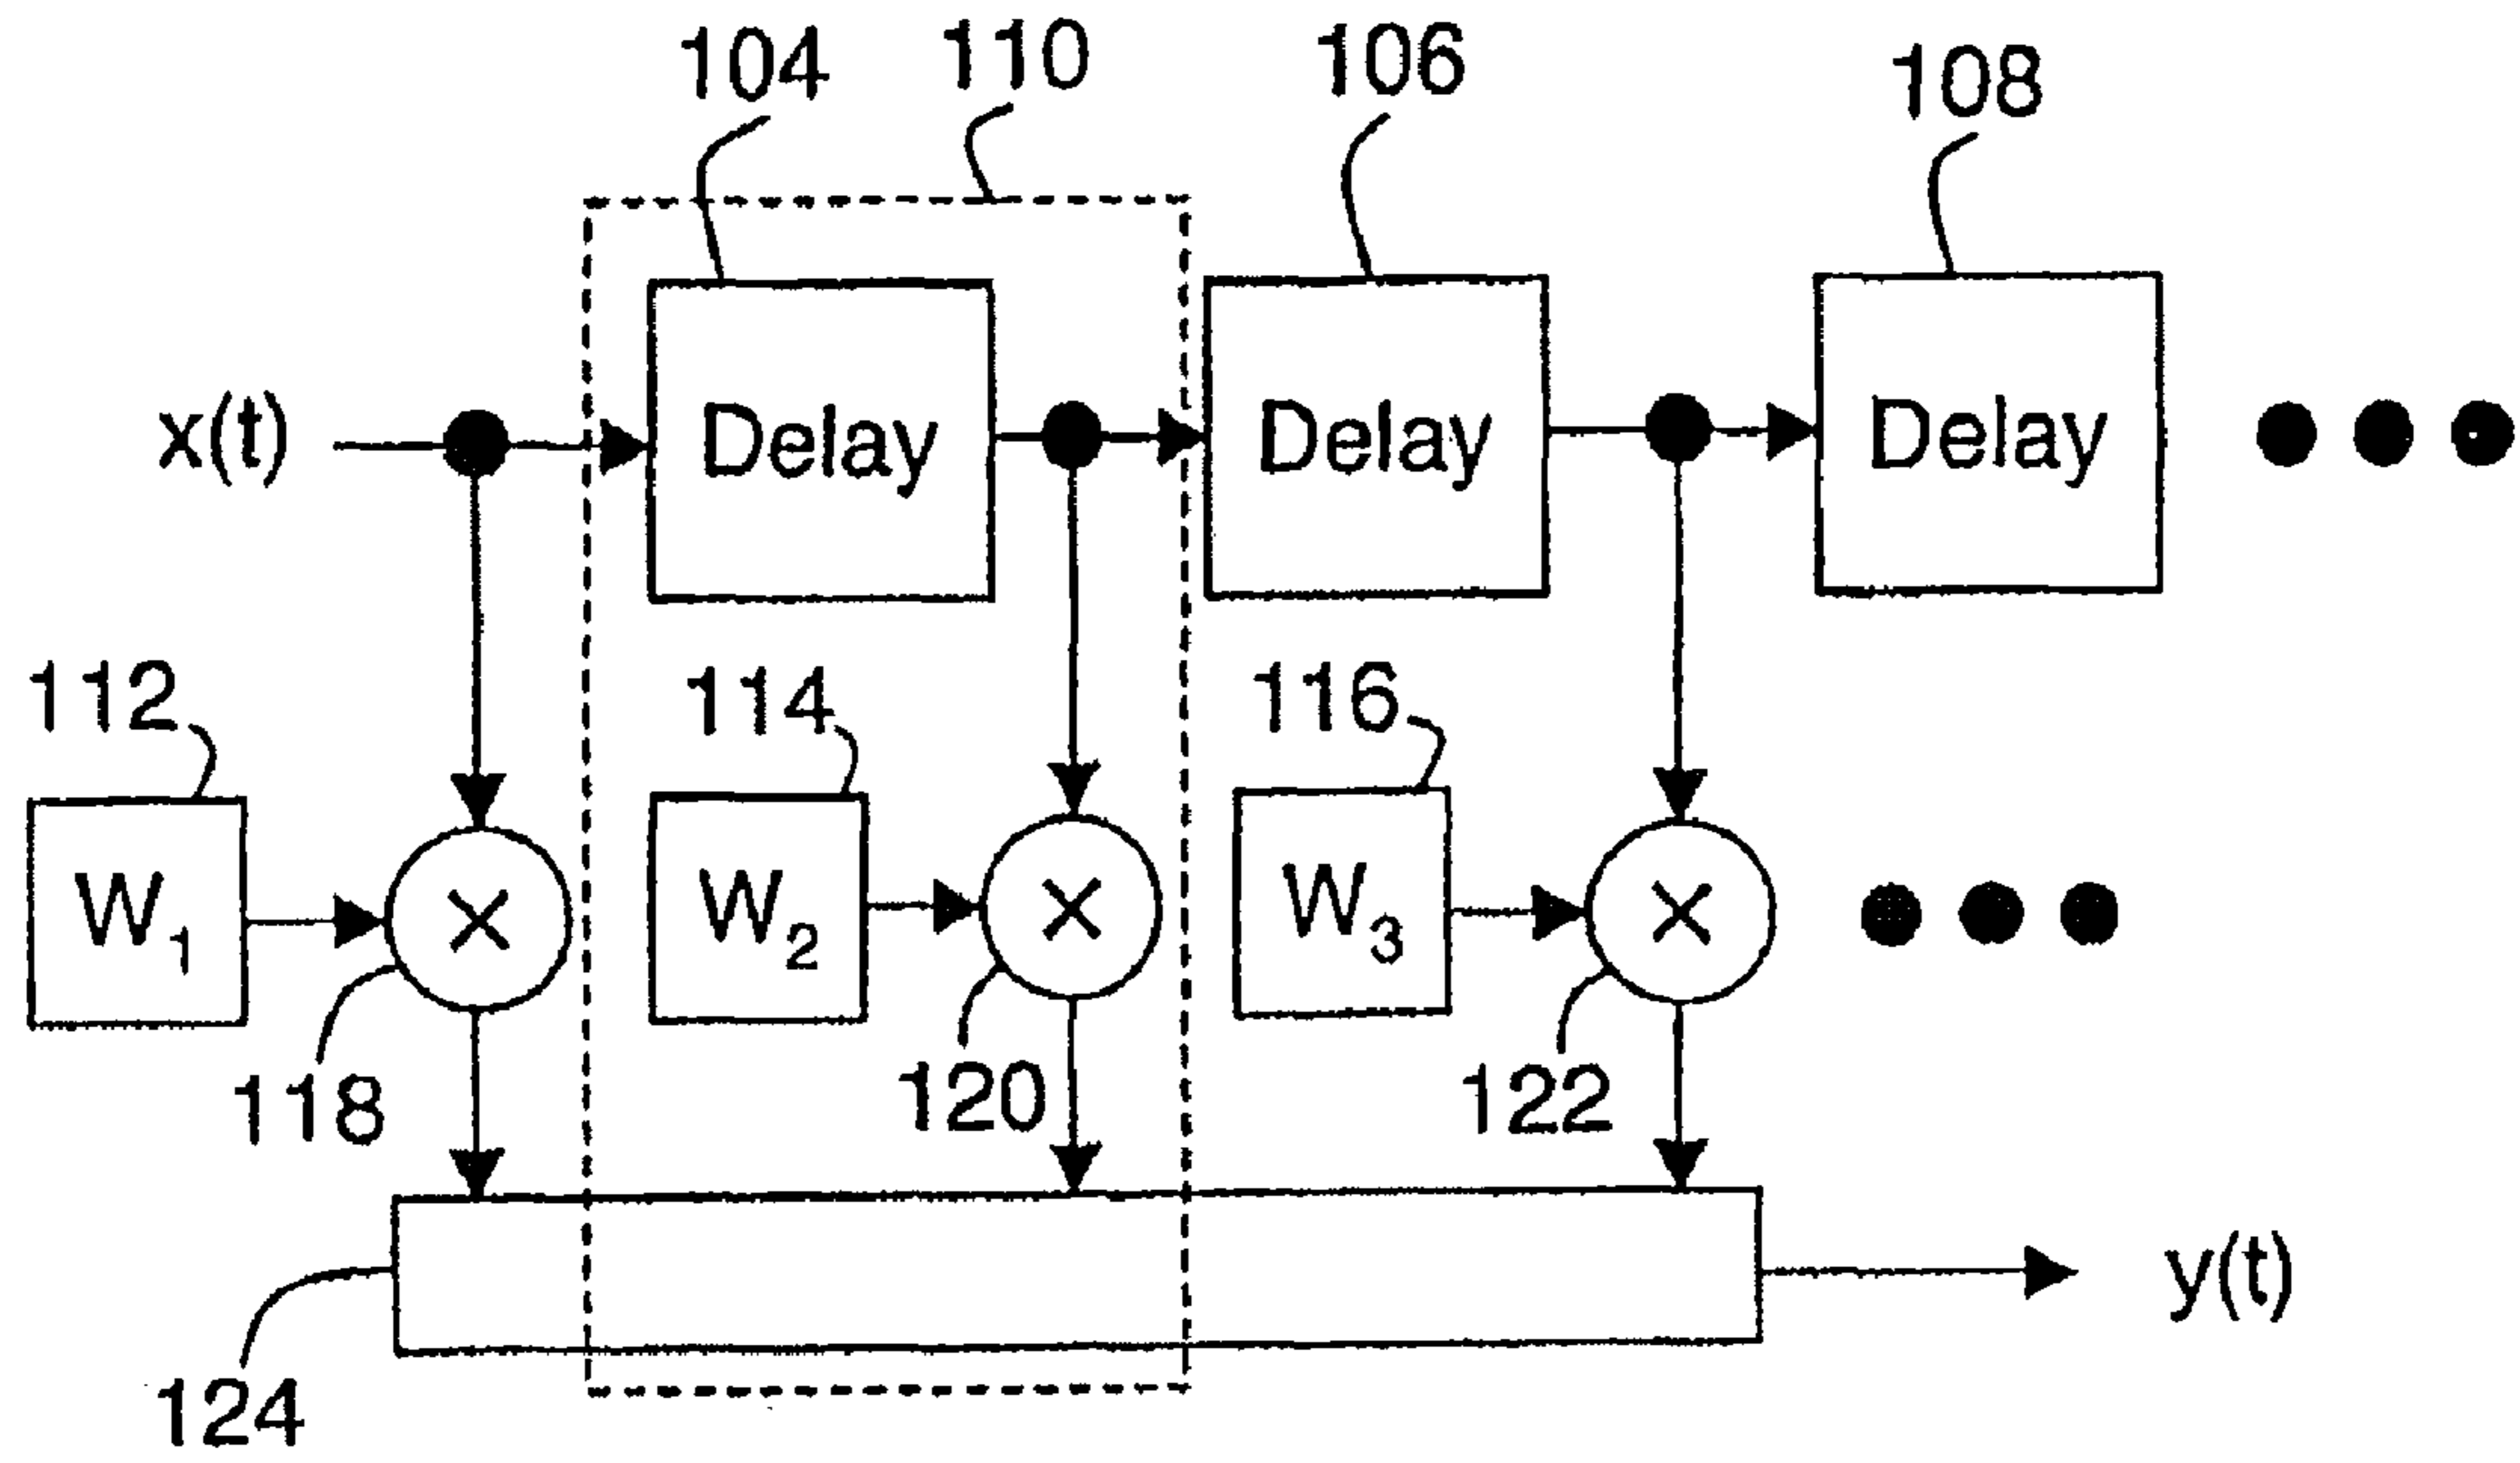 104 110 106 108
x(t) Delay Delay Delay
112 114 116
W1 × W2 × W3 ×
118 120 122
124 y(t)